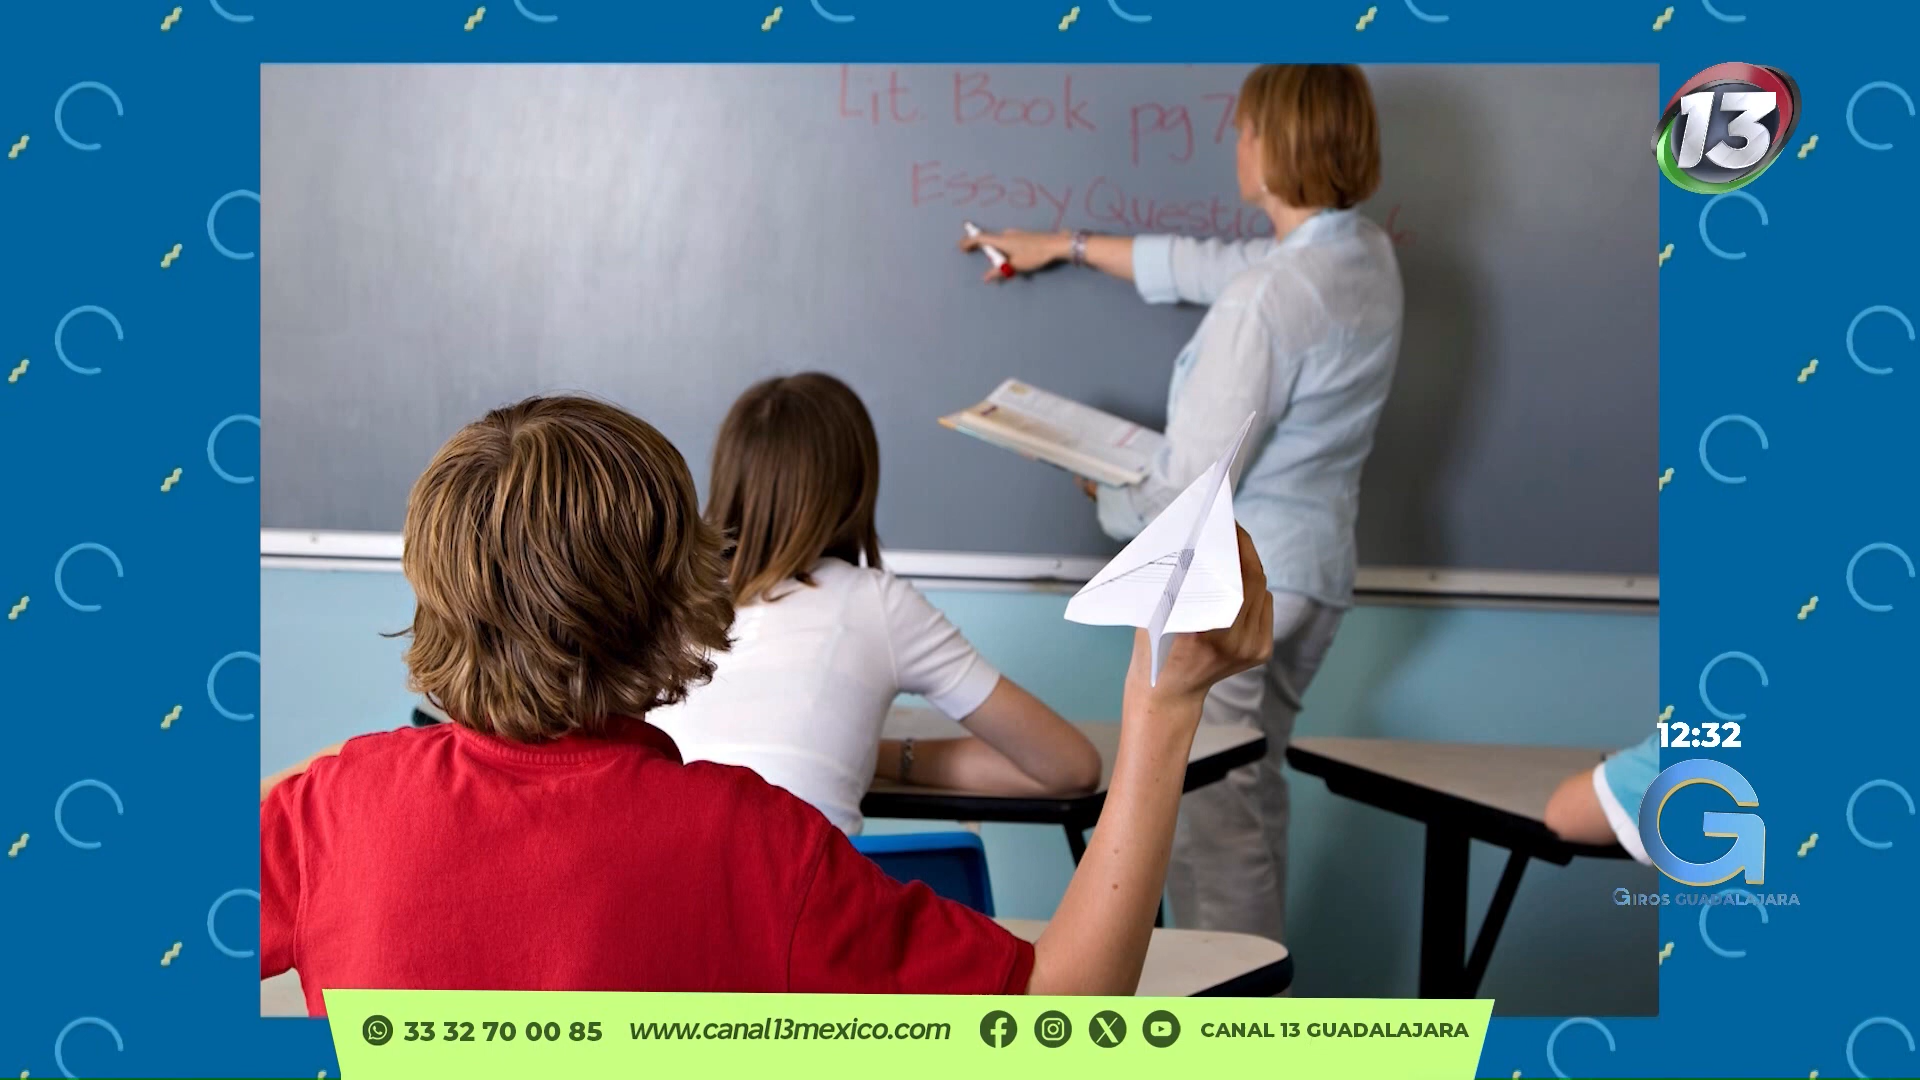 Lit. Book pg
Essay
13
12:32
G
GIROS GUADALAJARA
33 32 70 00 85 www.canal13mexico.com CANAL 13 GUADALAJARA